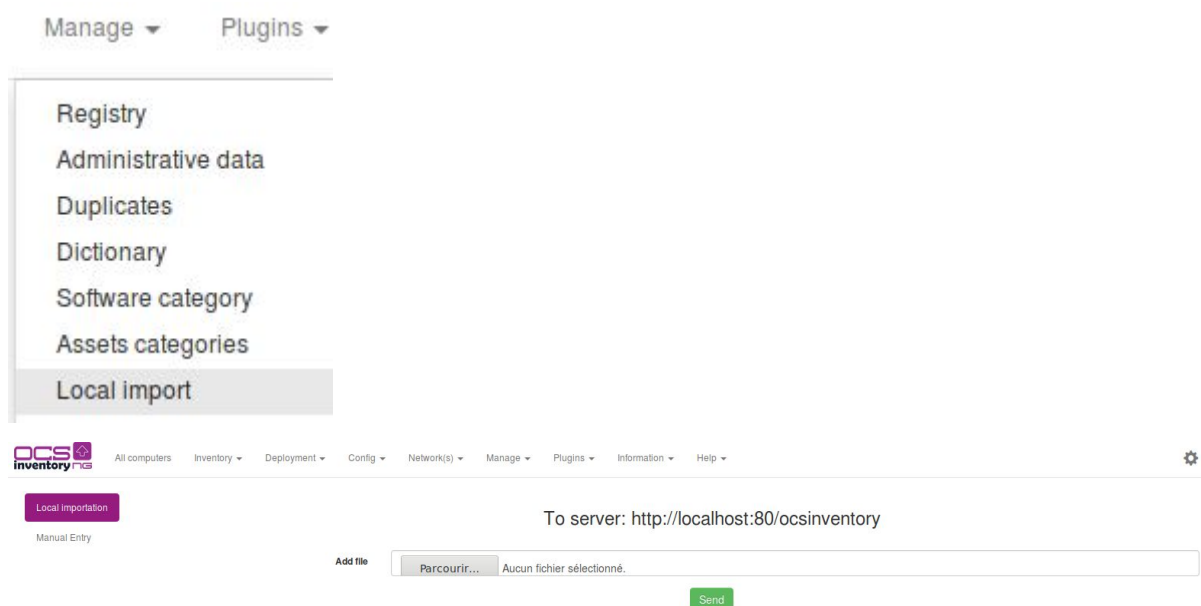 Manage Plugins
Registry
Administrative data
Duplicates
Dictionary
Software category
Assets categories
Local import
OCS inventory NG All computers Inventory Deployment Config Network(s) Manage Plugins Information Help
Local Importation
Manual Entry
To server: http://localhost:80/ocsinventory
Add file Parcourir... Aucun fichier sélectionné.
Send